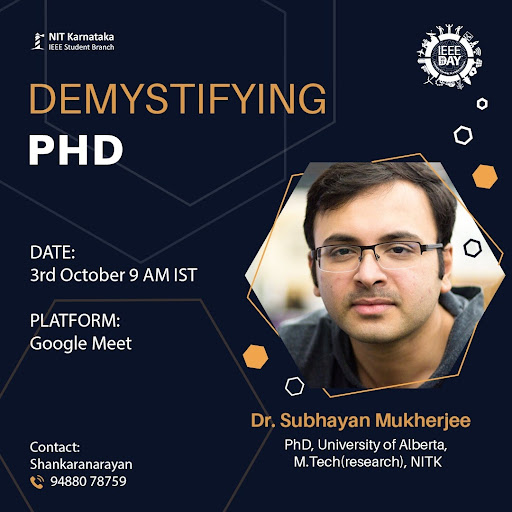 NIT Karnataka
IEEE Student Branch
IEEE
DAY
DEMYSTIFYING
PHD
DATE:
3rd October 9 AM IST
PLATFORM:
Google Meet
Dr. Subhayan Mukherjee
PhD, University of Alberta,
M.Tech(research), NITK
Contact:
Shankaranarayan
94880 78759